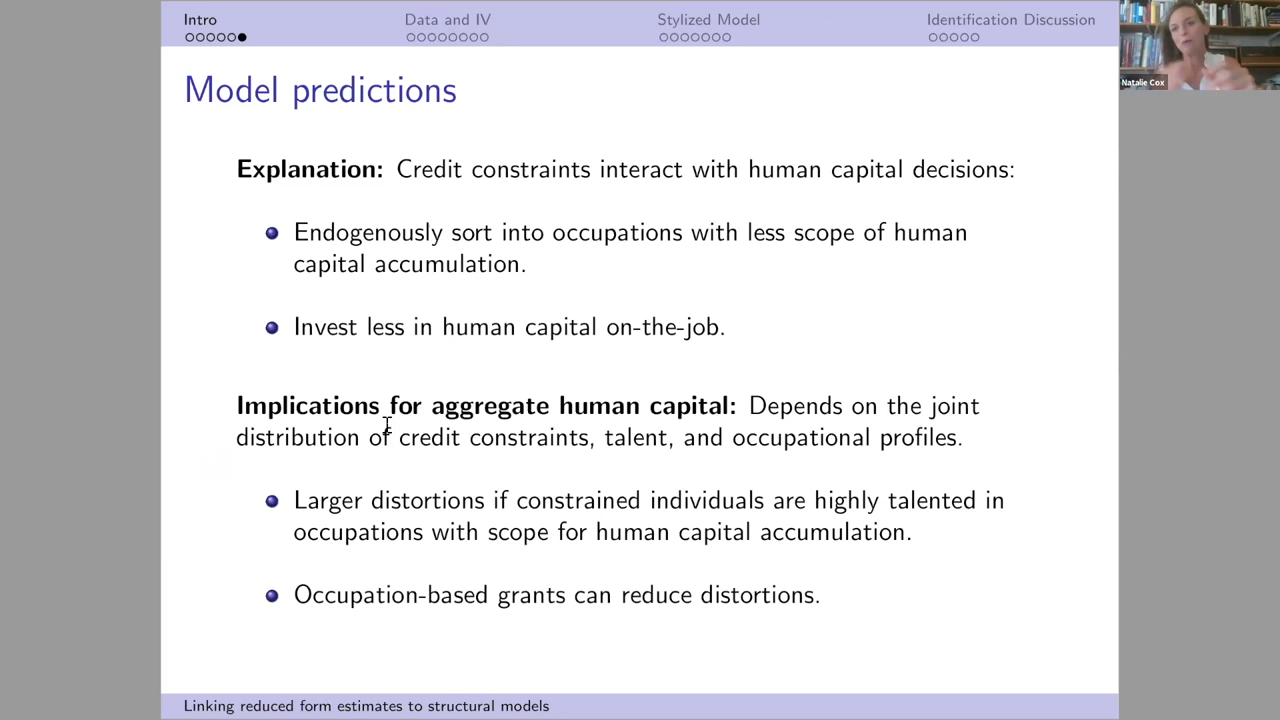 Intro
Data and IV
Stylized Model
Identification Discussion
Natalie Cox
Model predictions
Explanation: Credit constraints interact with human capital decisions:
Endogenously sort into occupations with less scope of human
capital accumulation.
Invest less in human capital on-the-job.
Implications for aggregate human capital: Depends on the joint
distribution of credit constraints, talent, and occupational profiles.
Larger distortions if constrained individuals are highly talented in
occupations with scope for human capital accumulation.
Occupation-based grants can reduce distortions.
Linking reduced form estimates to structural models